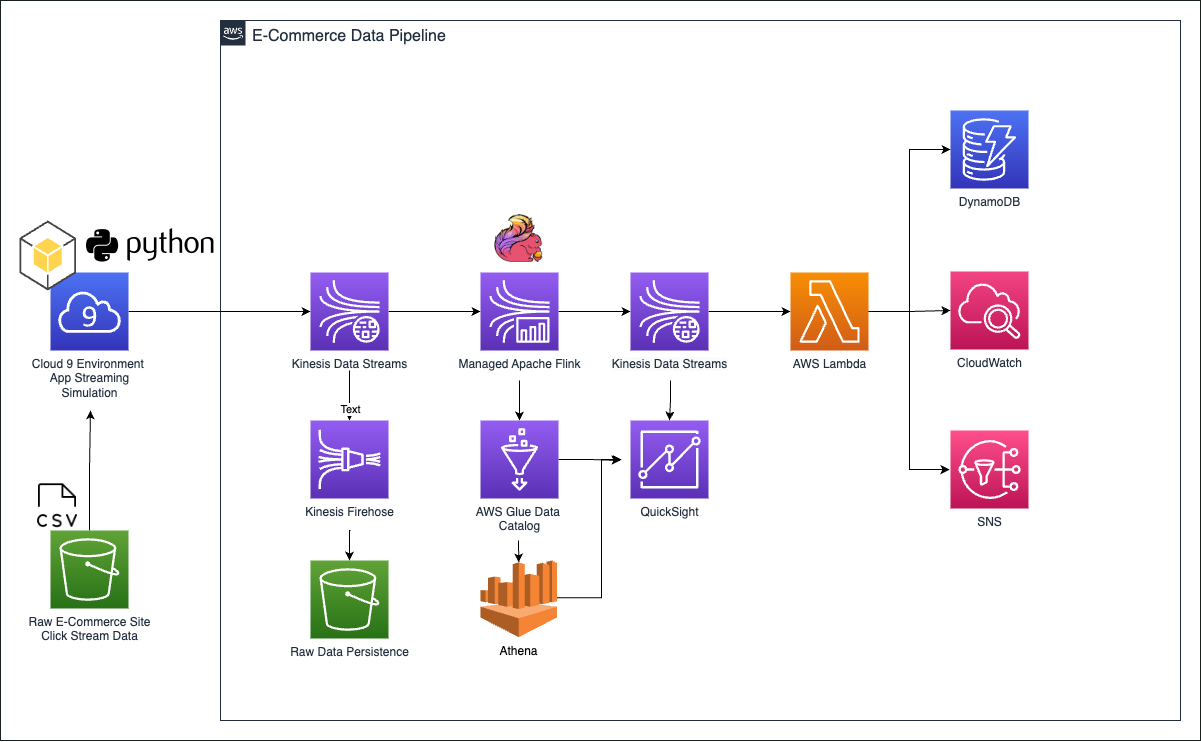 aws
E-Commerce Data Pipeline
DynamoDB
python
9
Kinesis Data Streams
Managed Apache Flink
Kinesis Data Streams
AWS Lambda
CloudWatch
Cloud 9 Environment
App Streaming
Simulation
Text
CSV
Kinesis Firehose
AWS Glue Data
Catalog
QuickSight
SNS
Raw E-Commerce Site
Click Stream Data
Raw Data Persistence
Athena